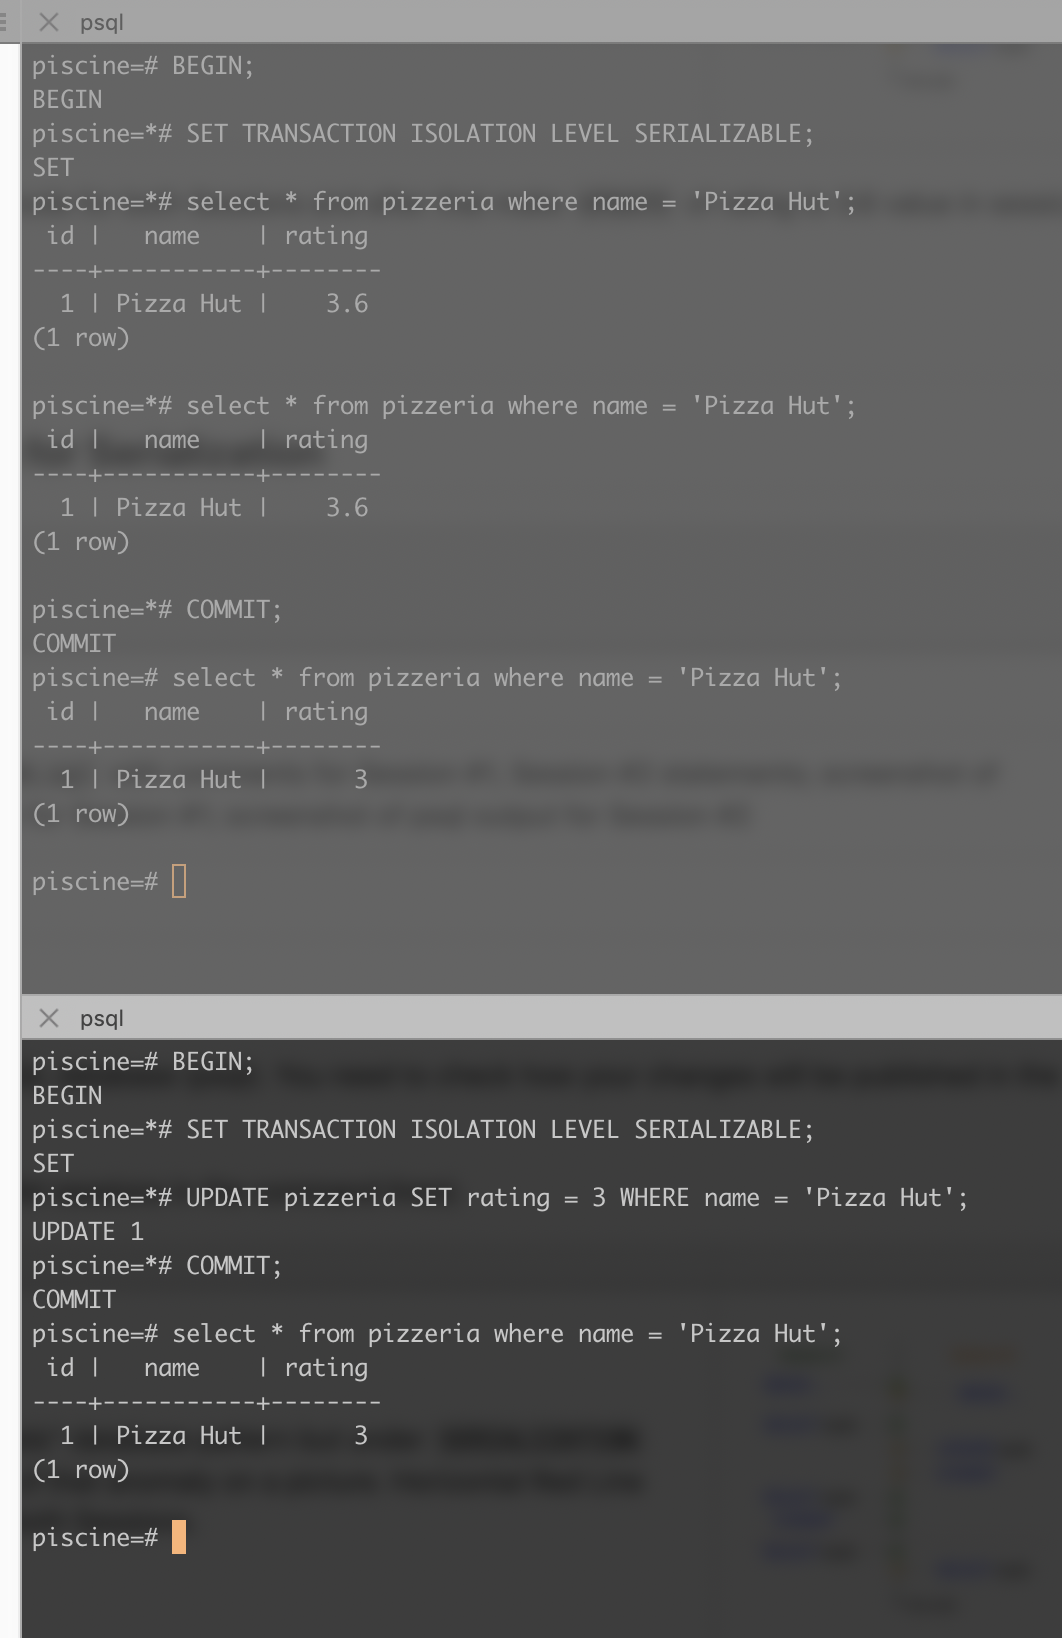 psql
piscine=# BEGIN;
BEGIN
piscine=*# SET TRANSACTION ISOLATION LEVEL SERIALIZABLE;
SET
piscine=*# select * from pizzeria where name = 'Pizza Hut';
 id |   name    | rating
----+-----------+--------
  1 | Pizza Hut |    3.6
(1 row)

piscine=*# select * from pizzeria where name = 'Pizza Hut';
 id |   name    | rating
----+-----------+--------
  1 | Pizza Hut |    3.6
(1 row)

piscine=*# COMMIT;
COMMIT
piscine=# select * from pizzeria where name = 'Pizza Hut';
 id |   name    | rating
----+-----------+--------
  1 | Pizza Hut |      3
(1 row)

piscine=#
psql
piscine=# BEGIN;
BEGIN
piscine=*# SET TRANSACTION ISOLATION LEVEL SERIALIZABLE;
SET
piscine=*# UPDATE pizzeria SET rating = 3 WHERE name = 'Pizza Hut';
UPDATE 1
piscine=*# COMMIT;
COMMIT
piscine=# select * from pizzeria where name = 'Pizza Hut';
 id |   name    | rating
----+-----------+--------
  1 | Pizza Hut |      3
(1 row)

piscine=#